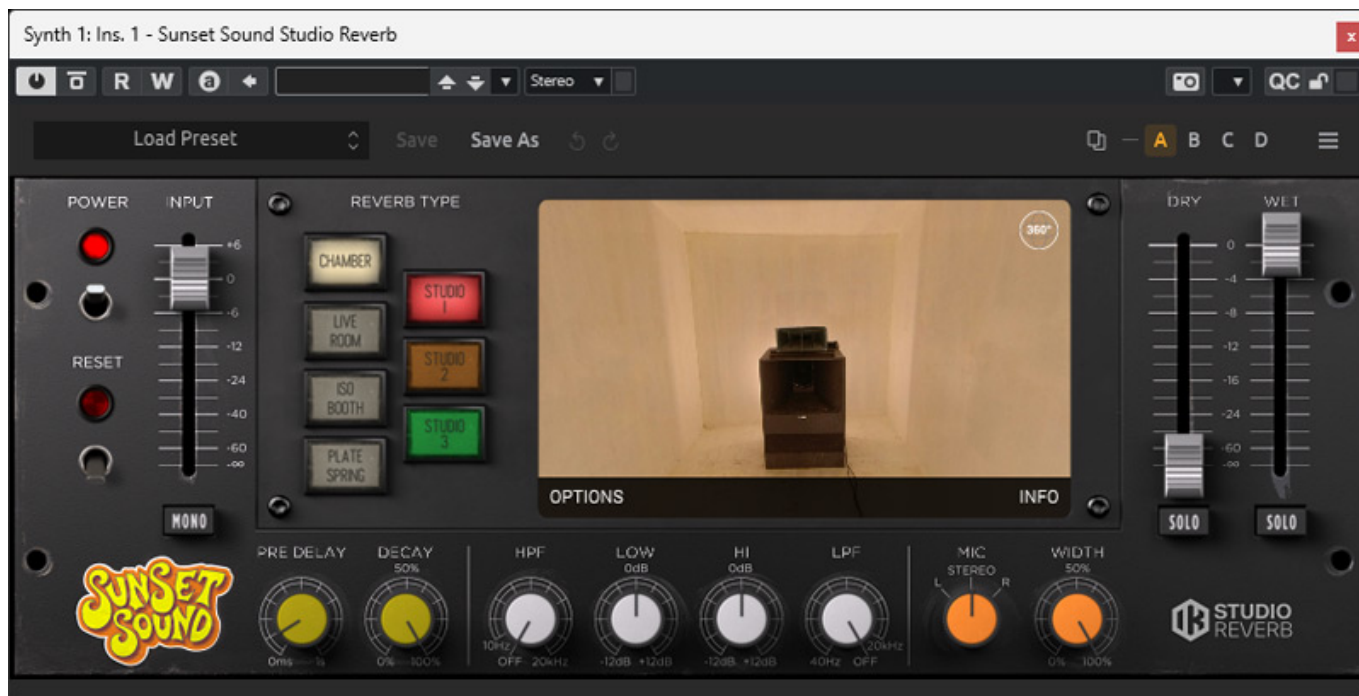 Synth 1: Ins. 1 - Sunset Sound Studio Reverb
x
R W a Stereo QC
Load Preset Save Save As A B C D
POWER INPUT REVERB TYPE DRY WET
360°
+6
0
-6
-12
-24
-40
-60
-∞
RESET
MONO
CHAMBER
LIVE
ROOM
ISO
BOOTH
PLATE
SPRING
STUDIO
1
STUDIO
2
STUDIO
3
OPTIONS INFO
0
-4
-8
-12
-16
-24
-60
-∞
SOLO SOLO
SUNSET
SOUND
PRE DELAY
0ms 1s
DECAY
50%
0% 100%
HPF
10Hz
OFF 20kHz
LOW
0dB
-12dB +12dB
HI
0dB
-12dB +12dB
LPF
20kHz
40Hz OFF
MIC
STEREO
L R
WIDTH
50%
0% 100%
STUDIO
REVERB